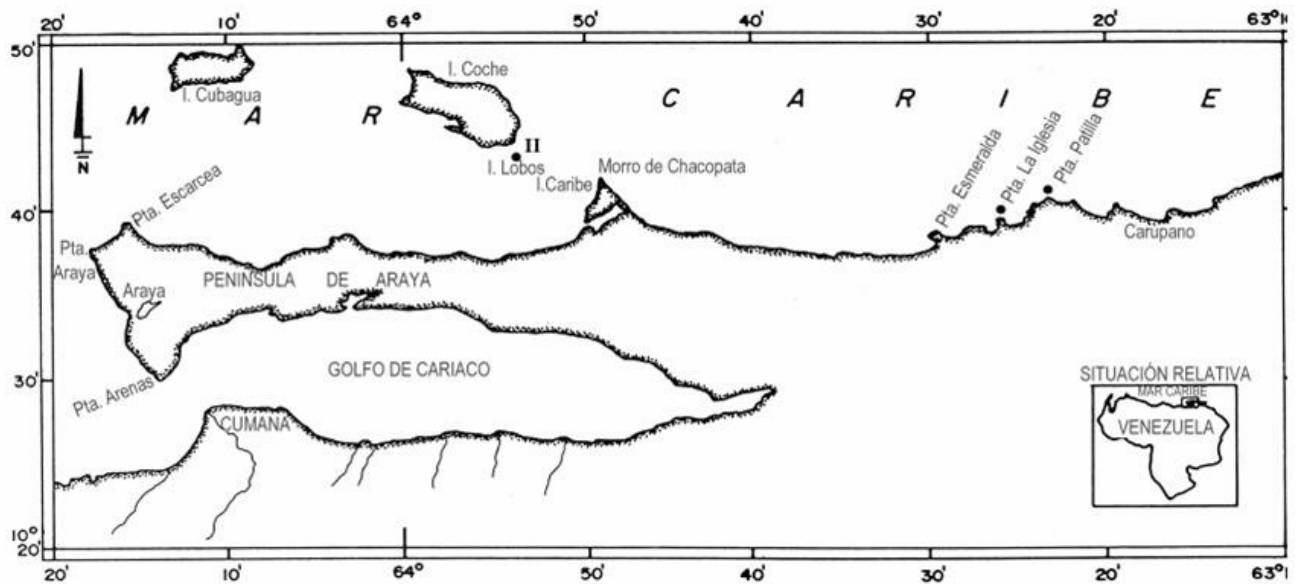 20' 10' 64° 50' 40' 30' 20' 63° 10'
50'
I. Cubagua
I. Coche
M A R C A R I B E
N
II
I. Lobos
I.Caribe
Morro de Chacopata
Pta. Esmeralda
Pta. La Iglesia
Pta. Patilla
Pta. Escarcea
40'
Pta.
Araya
Carupano
PENINSULA DE ARAYA
Araya
GOLFO DE CARIACO
30'
Pta. Arenas
CUMANA
SITUACIÓN RELATIVA
MAR CARIBE
VENEZUELA
10°
20'
20' 10' 64° 50' 40' 30' 20' 63°